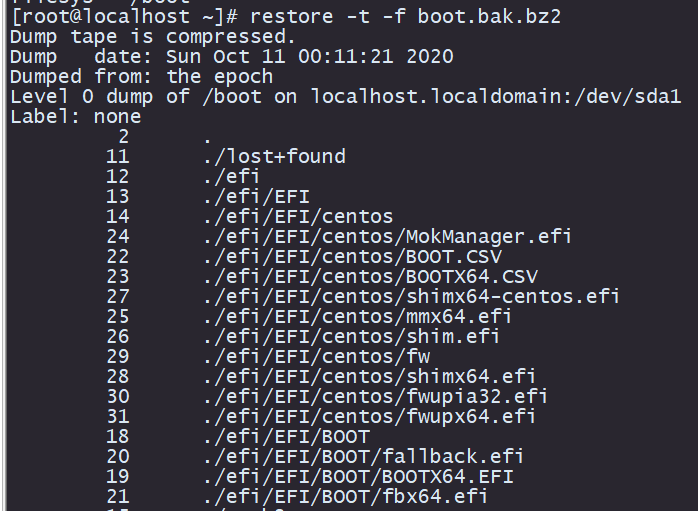 [root@localhost ~]# restore -t -f boot.bak.bz2
Dump tape is compressed.
Dump   date: Sun Oct 11 00:11:21 2020
Dumped from: the epoch
Level 0 dump of /boot on localhost.localdomain:/dev/sda1
Label: none
         2      .
        11      ./lost+found
        12      ./efi
        13      ./efi/EFI
        14      ./efi/EFI/centos
        24      ./efi/EFI/centos/MokManager.efi
        22      ./efi/EFI/centos/BOOT.CSV
        23      ./efi/EFI/centos/BOOTX64.CSV
        27      ./efi/EFI/centos/shimx64-centos.efi
        25      ./efi/EFI/centos/mmx64.efi
        26      ./efi/EFI/centos/shim.efi
        29      ./efi/EFI/centos/fw
        28      ./efi/EFI/centos/shimx64.efi
        30      ./efi/EFI/centos/fwupia32.efi
        31      ./efi/EFI/centos/fwupx64.efi
        18      ./efi/EFI/BOOT
        20      ./efi/EFI/BOOT/fallback.efi
        19      ./efi/EFI/BOOT/BOOTX64.EFI
        21      ./efi/EFI/BOOT/fbx64.efi